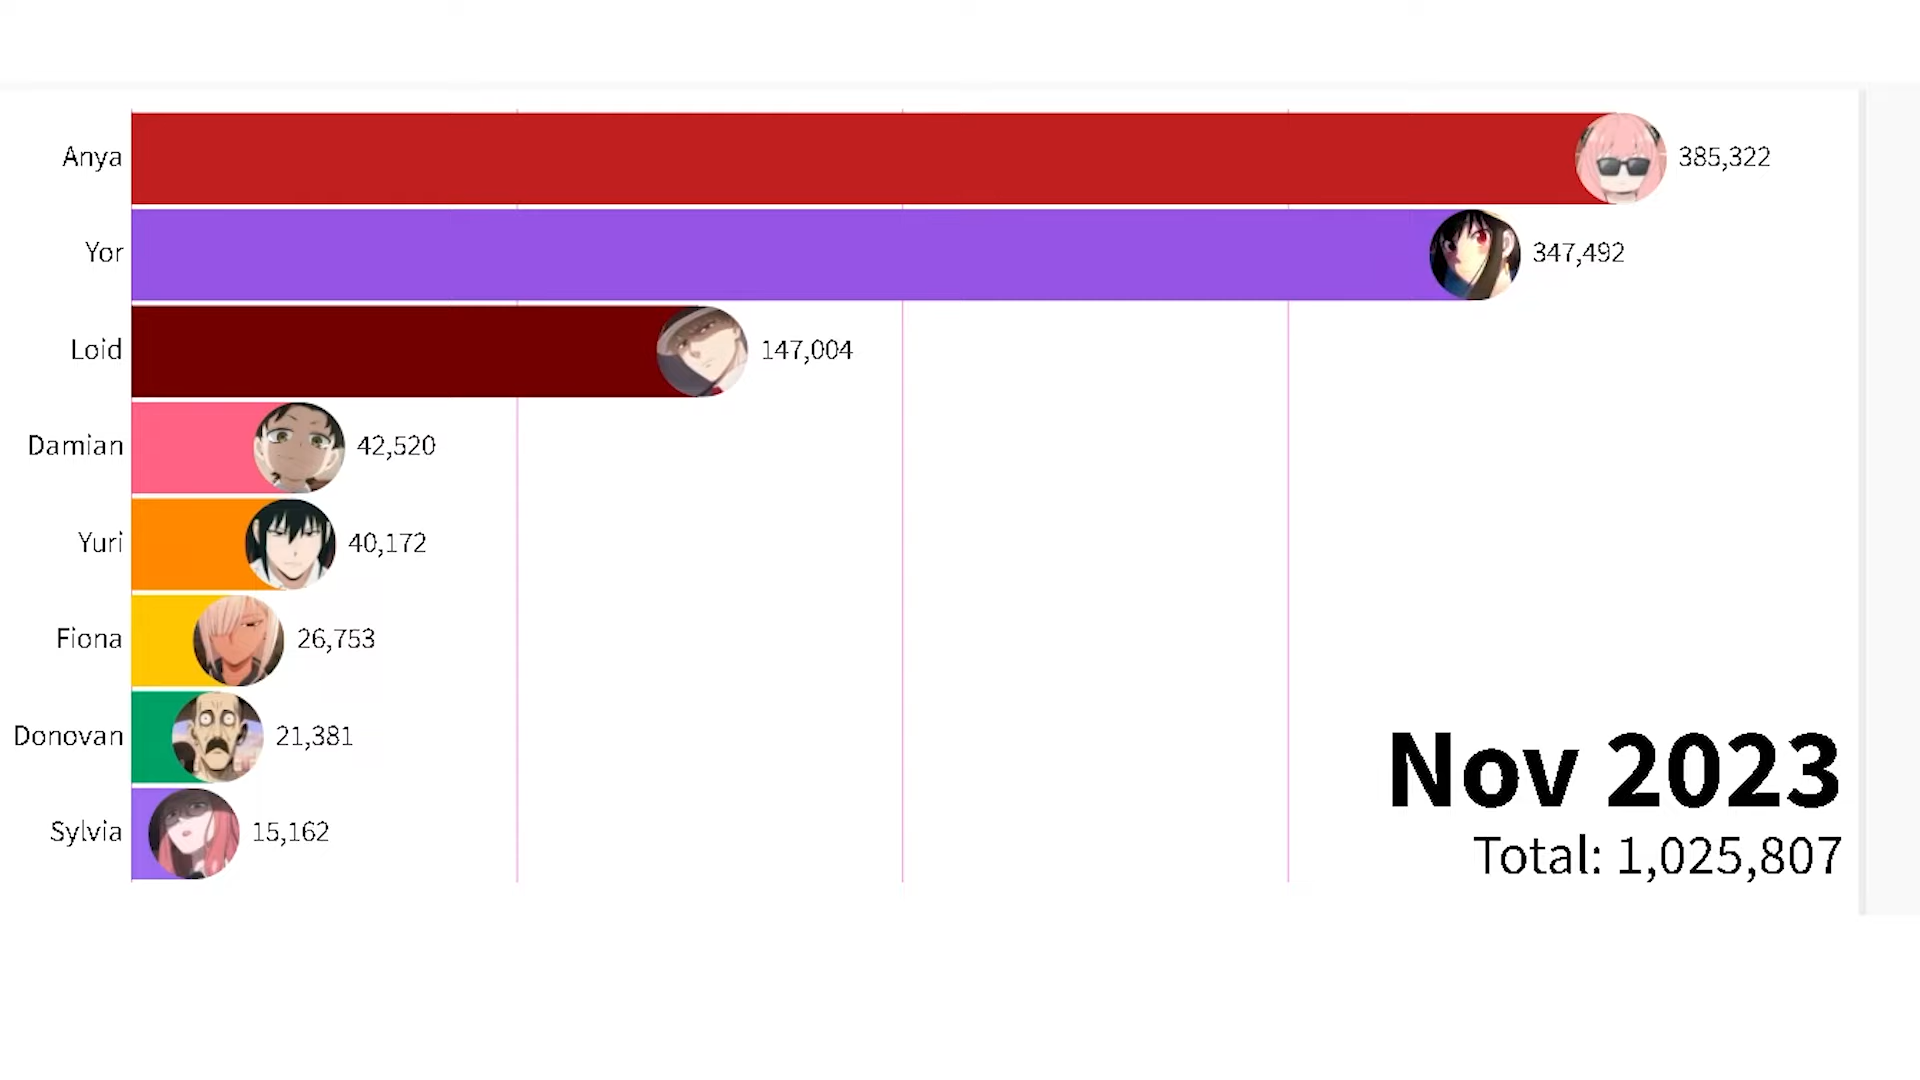 Anya 385,322
Yor 347,492
Loid 147,004
Damian 42,520
Yuri 40,172
Fiona 26,753
Donovan 21,381
Sylvia 15,162
Nov 2023
Total: 1,025,807